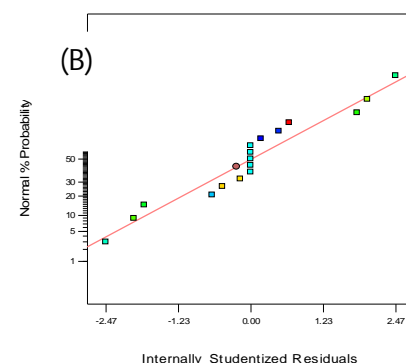 (B)
Normal % Probability
50
30
20
10
5
1
-2.47 -1.23 0.00 1.23 2.47
Internally Studentized Residuals